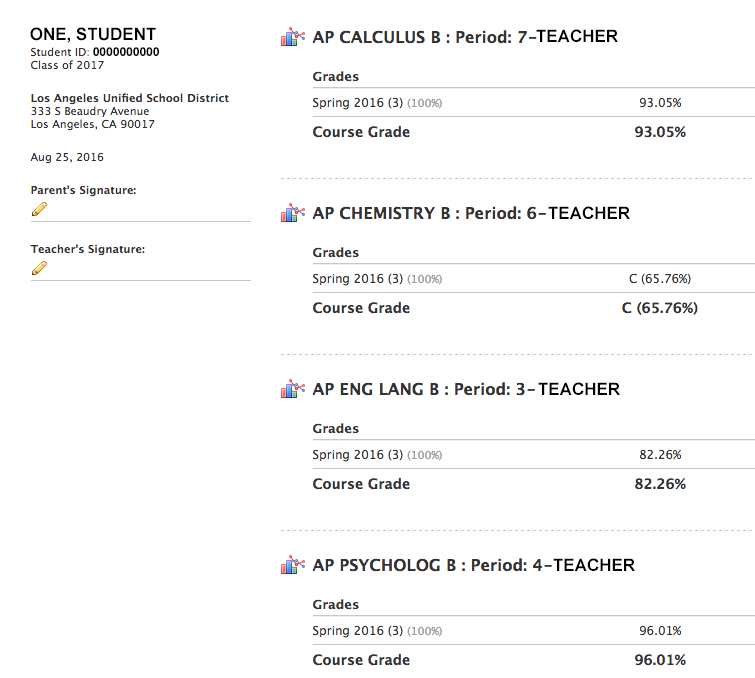 ONE, STUDENT
Student ID: 0000000000
Class of 2017
Los Angeles Unified School District
333 S Beaudry Avenue
Los Angeles, CA 90017
Aug 25, 2016
Parent's Signature:
Teacher's Signature:
AP CALCULUS B : Period: 7-TEACHER
Grades
Spring 2016 (3) (100%) 93.05%
Course Grade 93.05%
AP CHEMISTRY B : Period: 6-TEACHER
Grades
Spring 2016 (3) (100%) C (65.76%)
Course Grade C (65.76%)
AP ENG LANG B : Period: 3-TEACHER
Grades
Spring 2016 (3) (100%) 82.26%
Course Grade 82.26%
AP PSYCHOLOG B : Period: 4-TEACHER
Grades
Spring 2016 (3) (100%) 96.01%
Course Grade 96.01%